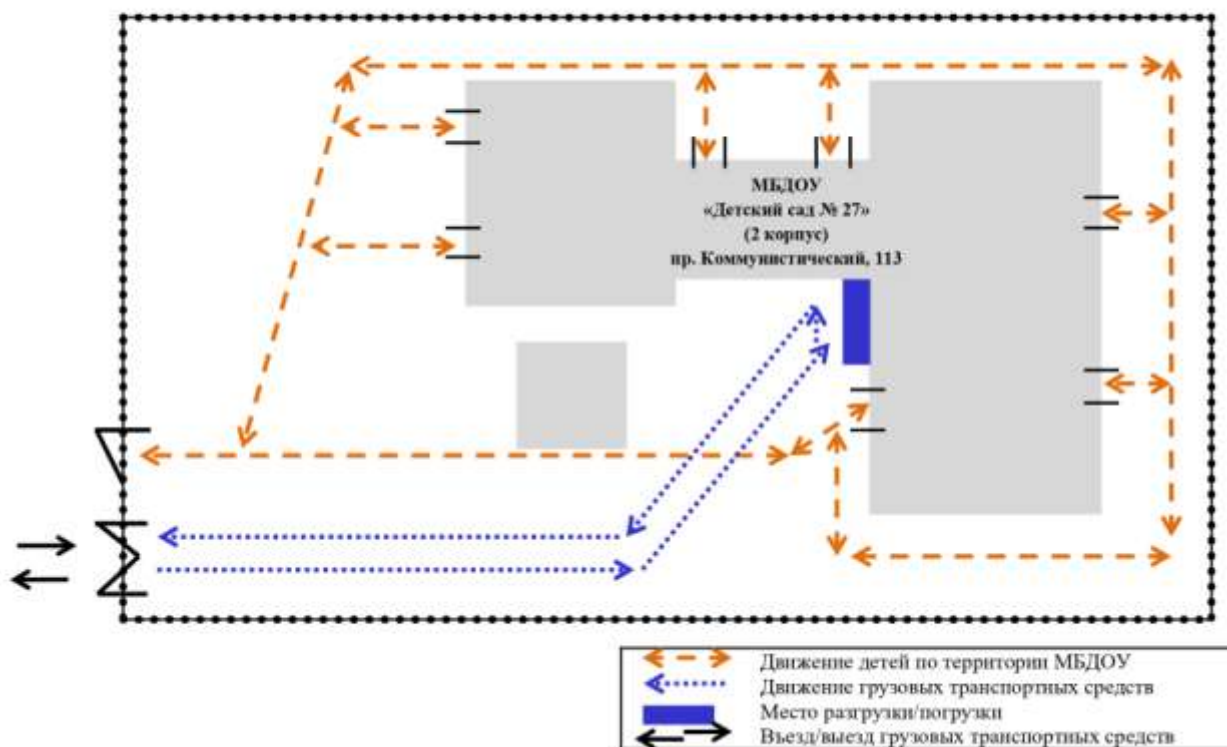 МБДОУ
«Детский сад № 27»
(2 корпус)
пр. Коммунистический, 113
Движение детей по территории МБДОУ
Движение грузовых транспортных средств
Место разгрузки/погрузки
Въезд/выезд грузовых транспортных средств